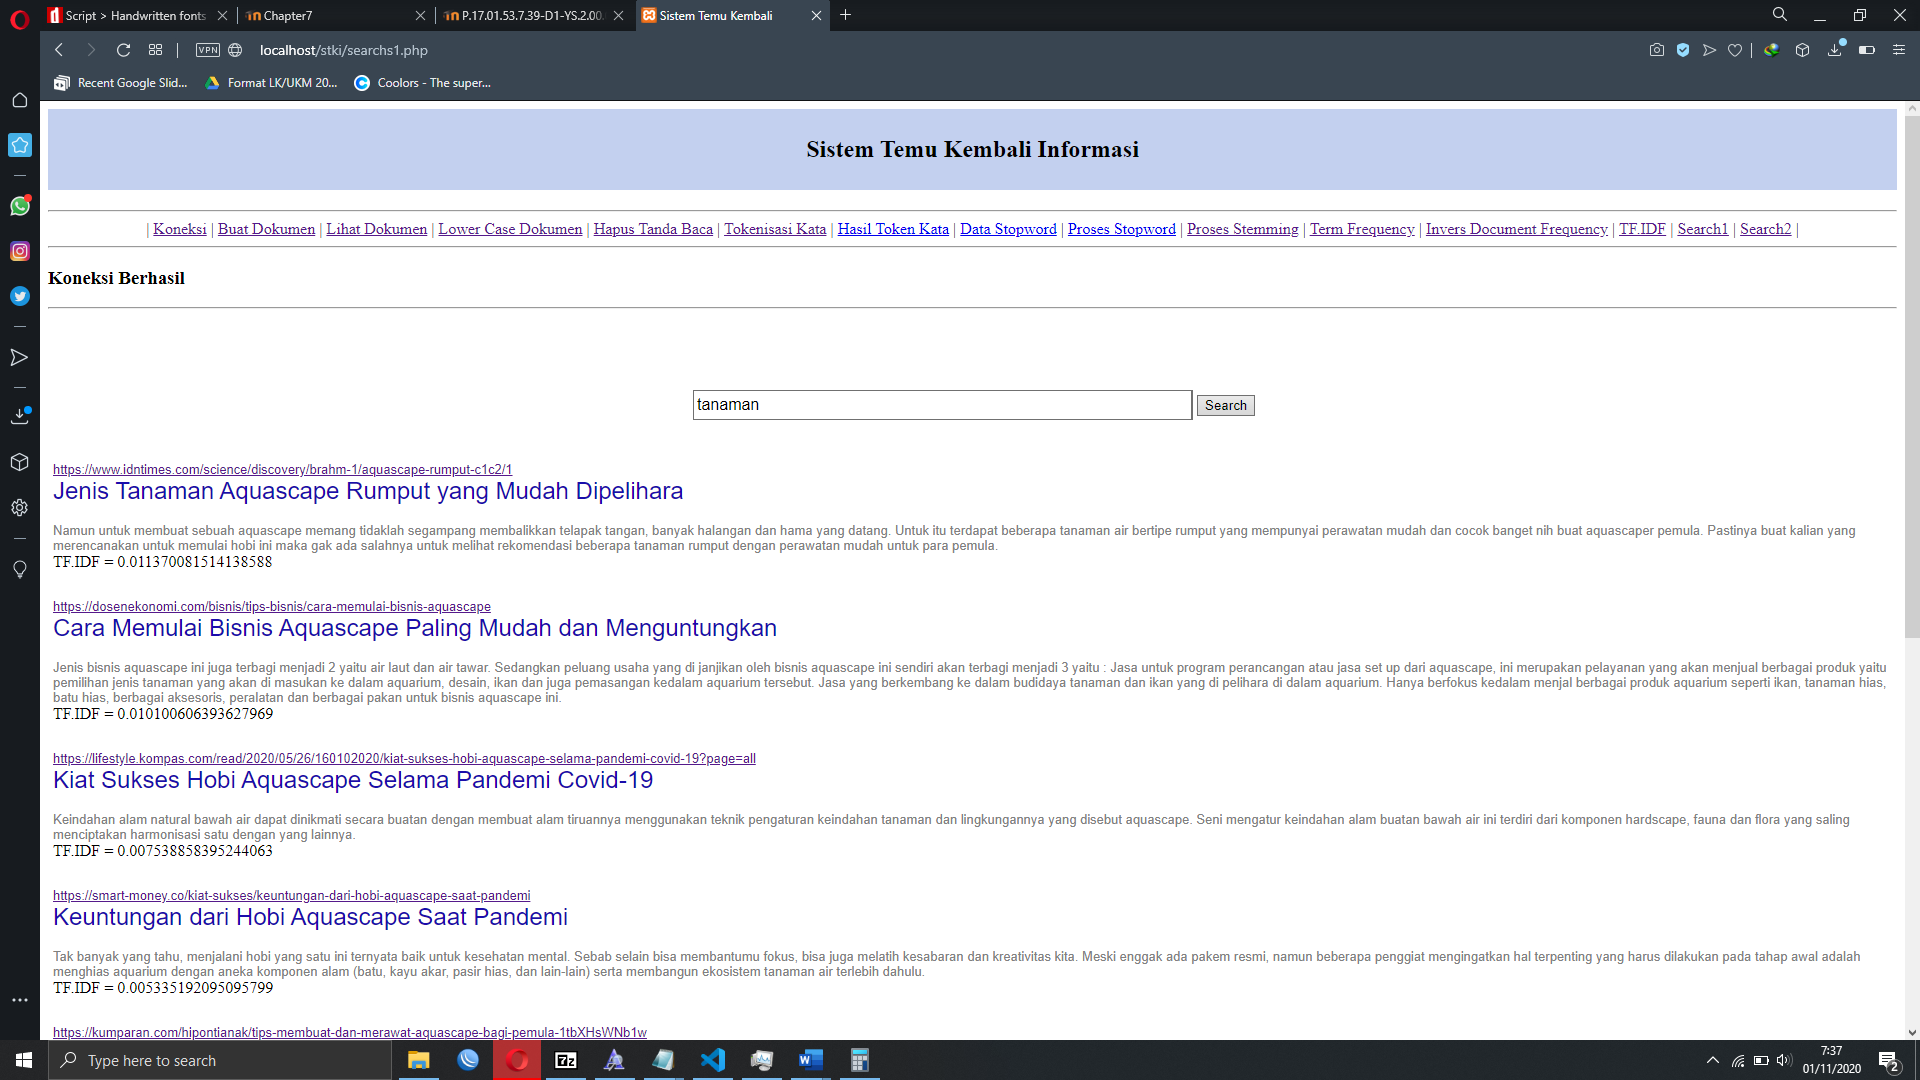 Script > Handwritten fonts
Chapter7
P.17.01.53.7.39-D1-YS.2.00.
Sistem Temu Kembali
VPN
localhost/stki/searchs1.php
Recent Google Slid...
Format LK/UKM 20...
Coolors - The super...
Sistem Temu Kembali Informasi
| Koneksi | Buat Dokumen | Lihat Dokumen | Lower Case Dokumen | Hapus Tanda Baca | Tokenisasi Kata | Hasil Token Kata | Data Stopword | Proses Stopword | Proses Stemming | Term Frequency | Invers Document Frequency | TF.IDF | Search1 | Search2 |
Koneksi Berhasil
tanaman
Search
https://www.idntimes.com/science/discovery/brahm-1/aquascape-rumput-c1c2/1
Jenis Tanaman Aquascape Rumput yang Mudah Dipelihara
Namun untuk membuat sebuah aquascape memang tidaklah segampang membalikkan telapak tangan, banyak halangan dan hama yang datang. Untuk itu terdapat beberapa tanaman air bertipe rumput yang mempunyai perawatan mudah dan cocok banget nih buat aquascaper pemula. Pastinya buat kalian yang
merencanakan untuk memulai hobi ini maka gak ada salahnya untuk melihat rekomendasi beberapa tanaman rumput dengan perawatan mudah untuk para pemula.
TF.IDF = 0.011370081514138588
https://dosenekonomi.com/bisnis/tips-bisnis/cara-memulai-bisnis-aquascape
Cara Memulai Bisnis Aquascape Paling Mudah dan Menguntungkan
Jenis bisnis aquascape ini juga terbagi menjadi 2 yaitu air laut dan air tawar. Sedangkan peluang usaha yang di janjikan oleh bisnis aquascape ini sendiri akan terbagi menjadi 3 yaitu : Jasa untuk program perancangan atau jasa set up dari aquascape, ini merupakan pelayanan yang akan menjual berbagai produk yaitu
pemilihan jenis tanaman yang akan di masukan ke dalam aquarium, desain, ikan dan juga pemasangan kedalam aquarium tersebut. Jasa yang berkembang ke dalam budidaya tanaman dan ikan yang di pelihara di dalam aquarium. Hanya berfokus kedalam menjal berbagai produk aquarium seperti ikan, tanaman hias,
batu hias, berbagai aksesoris, peralatan dan berbagai pakan untuk bisnis aquascape ini.
TF.IDF = 0.010100606393627969
https://lifestyle.kompas.com/read/2020/05/26/160102020/kiat-sukses-hobi-aquascape-selama-pandemi-covid-19?page=all
Kiat Sukses Hobi Aquascape Selama Pandemi Covid-19
Keindahan alam natural bawah air dapat dinikmati secara buatan dengan membuat alam tiruannya menggunakan teknik pengaturan keindahan tanaman dan lingkungannya yang disebut aquascape. Seni mengatur keindahan alam buatan bawah air ini terdiri dari komponen hardscape, fauna dan flora yang saling
menciptakan harmonisasi satu dengan yang lainnya.
TF.IDF = 0.007538858395244063
https://smart-money.co/kiat-sukses/keuntungan-dari-hobi-aquascape-saat-pandemi
Keuntungan dari Hobi Aquascape Saat Pandemi
Tak banyak yang tahu, menjalani hobi yang satu ini ternyata baik untuk kesehatan mental. Sebab selain bisa membantumu fokus, bisa juga melatih kesabaran dan kreativitas kita. Meski enggak ada pakem resmi, namun beberapa penggiat mengingatkan hal terpenting yang harus dilakukan pada tahap awal adalah
menghias aquarium dengan aneka komponen alam (batu, kayu akar, pasir hias, dan lain-lain) serta membangun ekosistem tanaman air terlebih dahulu.
TF.IDF = 0.005335192095095799
https://kumparan.com/hipontianak/tips-membuat-dan-merawat-aquascape-bagi-pemula-1tbXHsWNb1w
Type here to search
7:37
01/11/2020
2